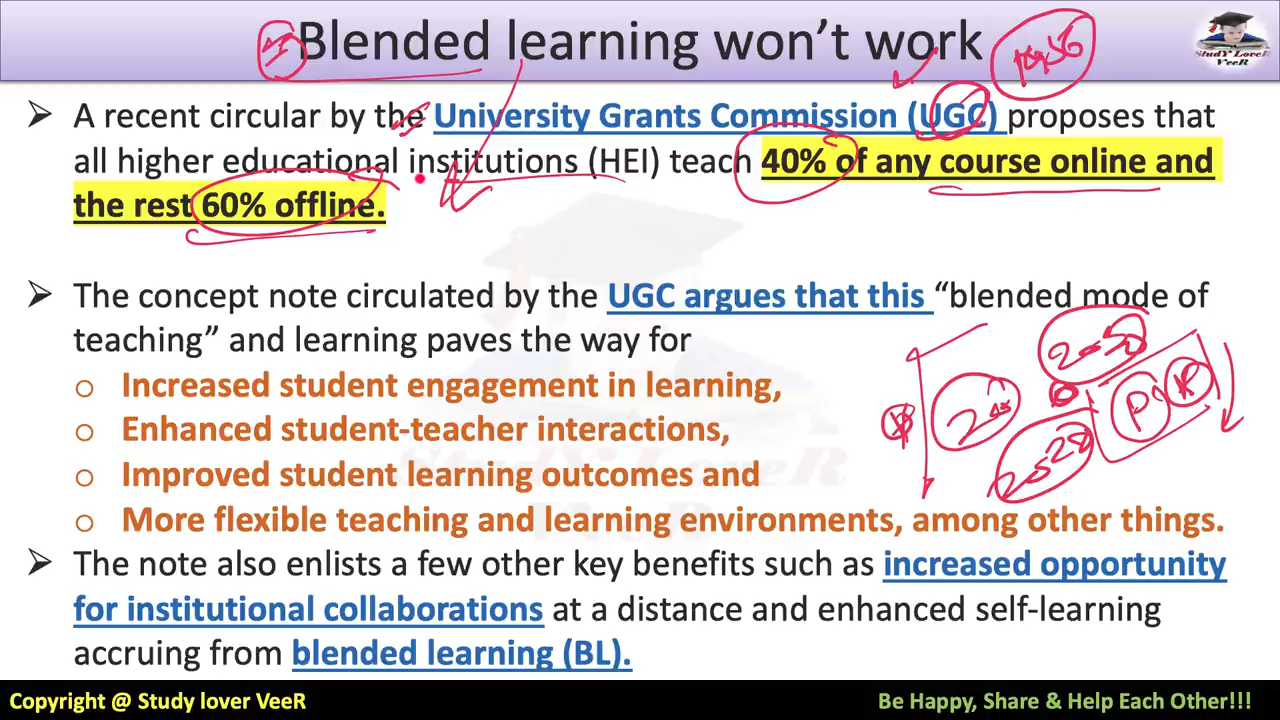 Blended learning won't work
1956
StudY LoveR
VeeR
➢ A recent circular by the University Grants Commission (UGC) proposes that
all higher educational institutions (HEI) teach 40% of any course online and
the rest 60% offline.
➢ The concept note circulated by the UGC argues that this "blended mode of
teaching" and learning paves the way for
o Increased student engagement in learning,
o Enhanced student-teacher interactions,
o Improved student learning outcomes and
o More flexible teaching and learning environments, among other things.
➢ The note also enlists a few other key benefits such as increased opportunity
for institutional collaborations at a distance and enhanced self-learning
accruing from blended learning (BL).
Copyright @ Study lover VeeR
Be Happy, Share & Help Each Other!!!